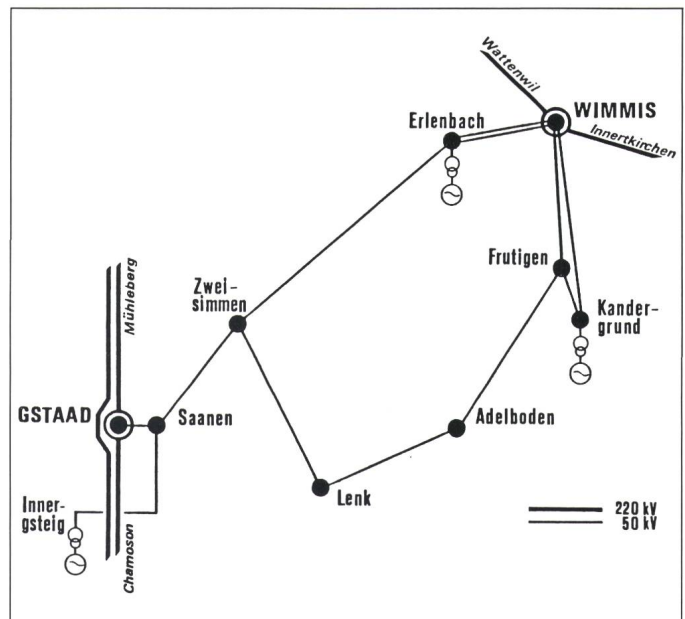 Wattenwil
WIMMIS
Innertkirchen
Erlenbach
Frutigen
Kander-
grund
Zwei-
simmen
Mühleberg
GSTAAD
Saanen
Adelboden
Lenk
Inner-
gsteig
Chamoson
220 kV
50 kV